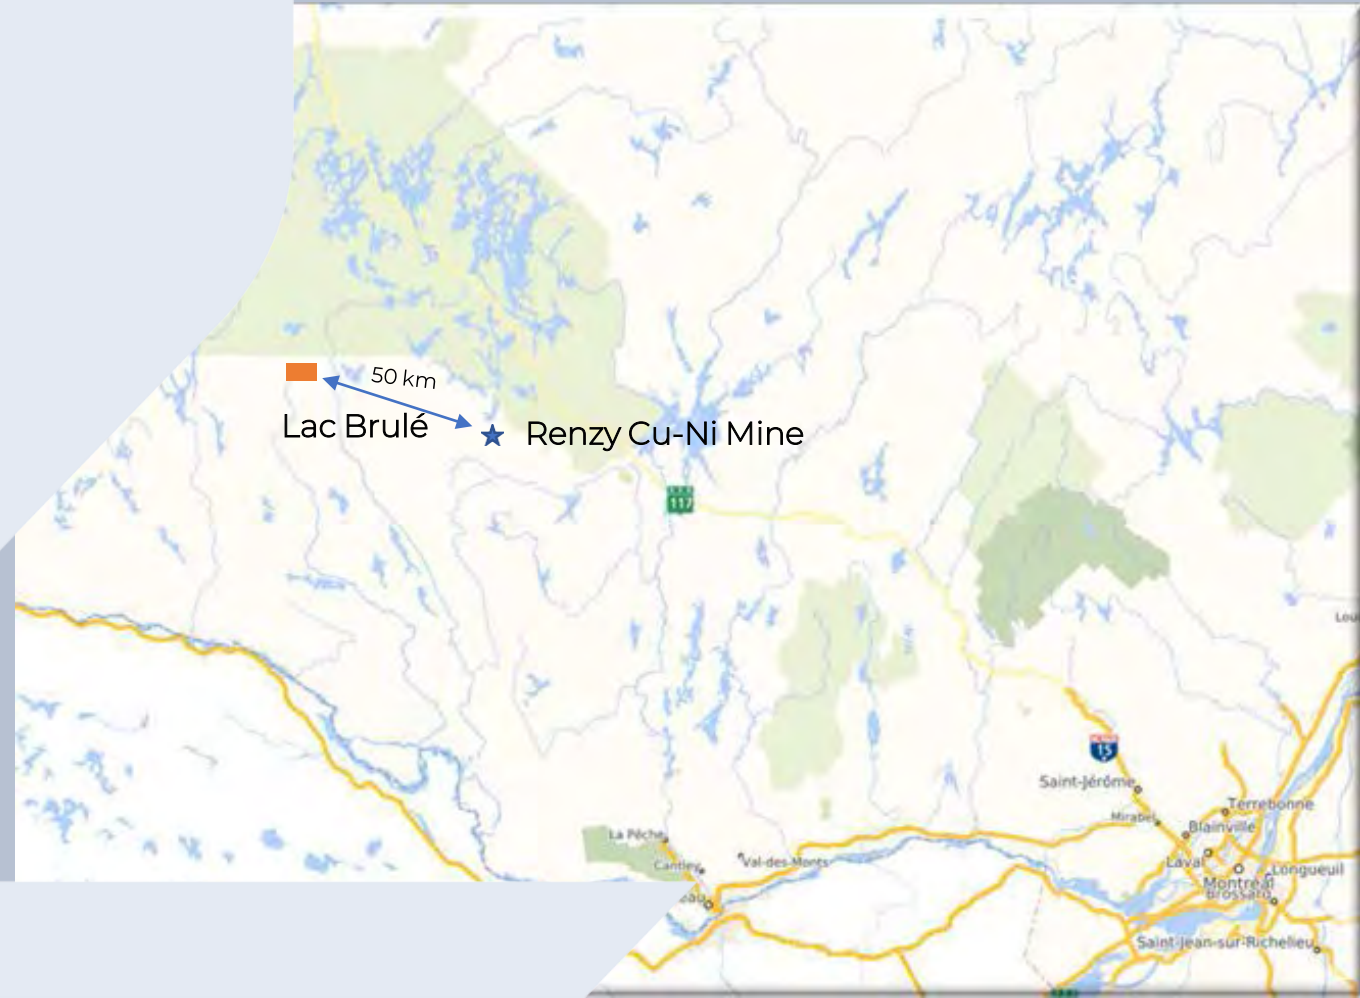 50 km
Lac Brulé
Renzy Cu-Ni Mine
117
15
Saint-Jérôme
Mirabel
Terrebonne
Blainville
Laval
Longueuil
Montréal
Brossard
La Pêche
Cantley
Val-des-Monts
Saint-Jean-sur-Richelieu